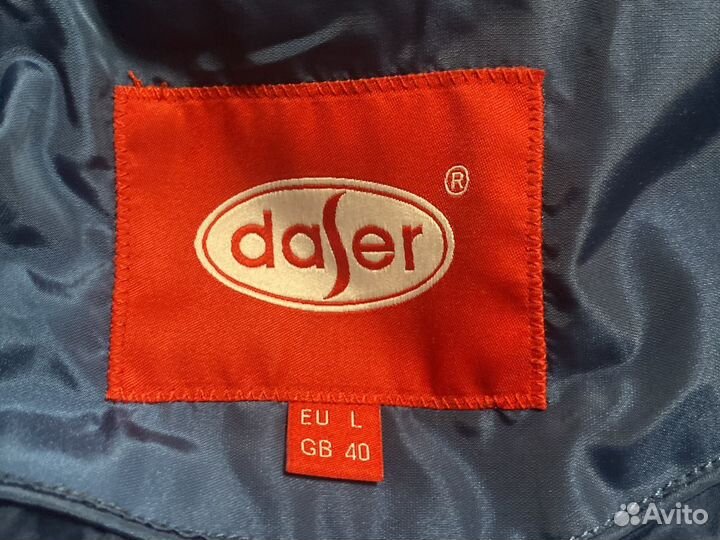 ®
daser
EU L
GB 40
Avito